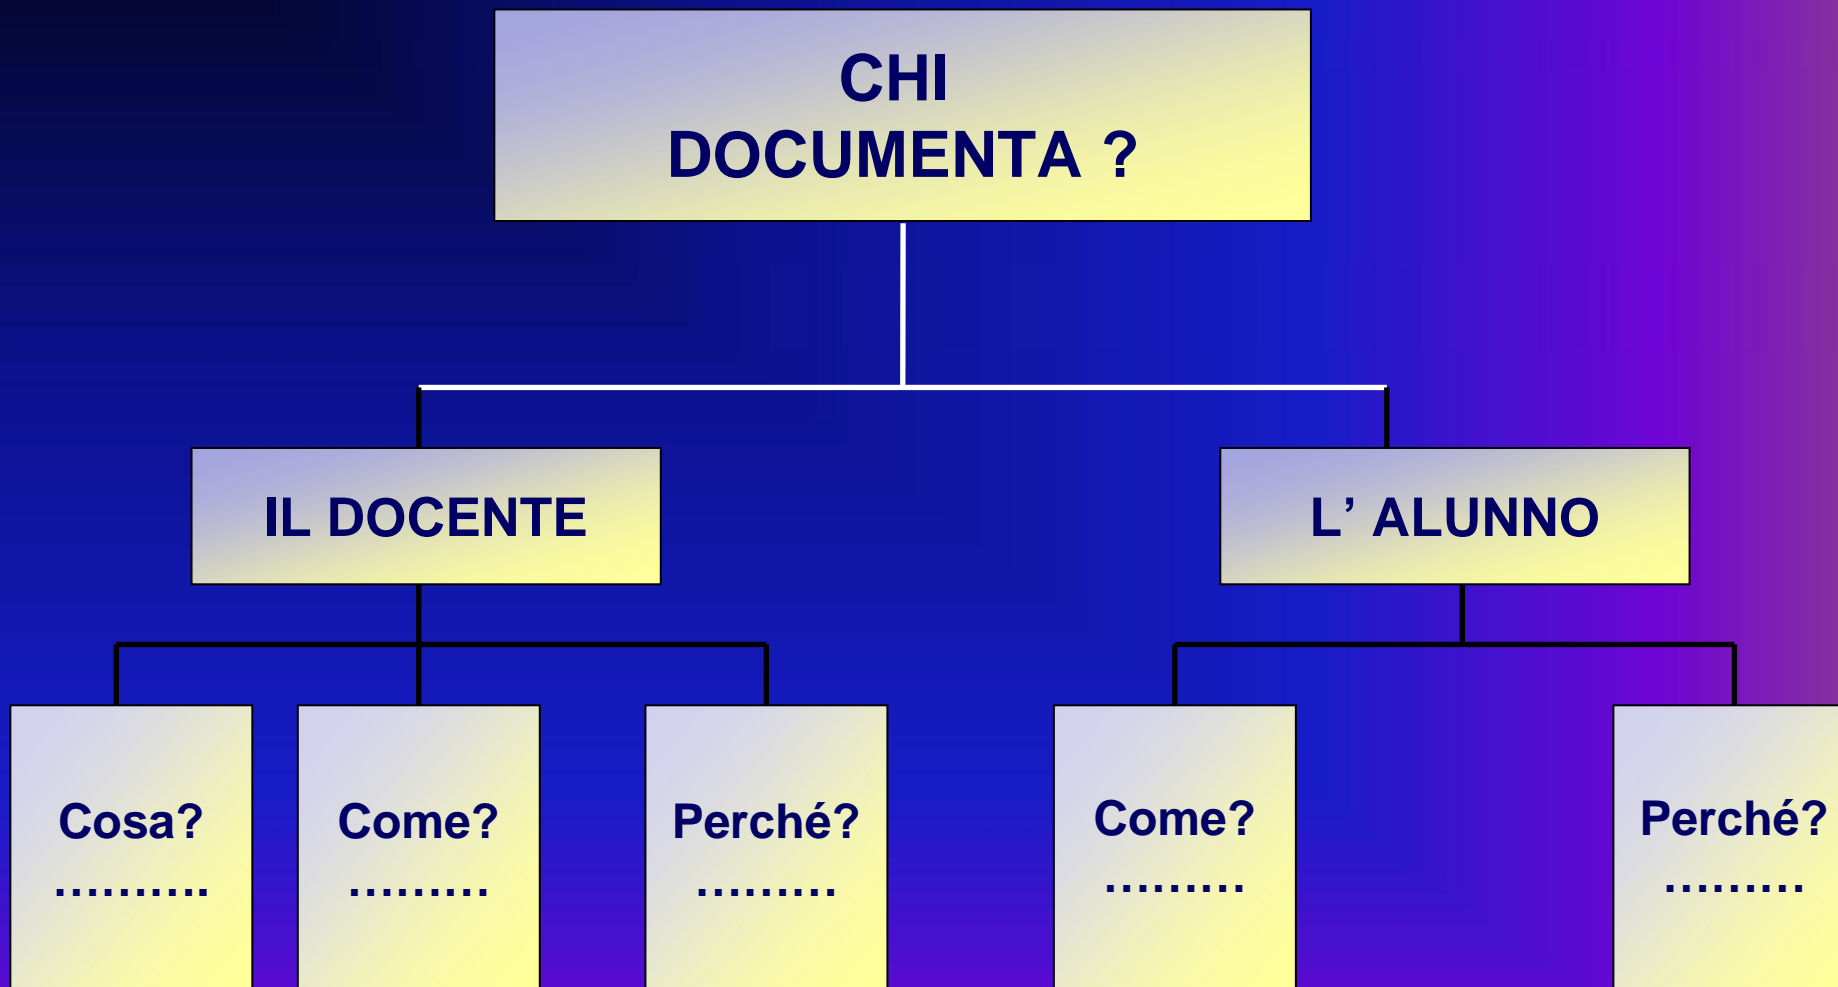 CHI
DOCUMENTA ?
IL DOCENTE
L’ ALUNNO
Cosa?
……….
Come?
………
Perché?
………
Come?
………
Perché?
………